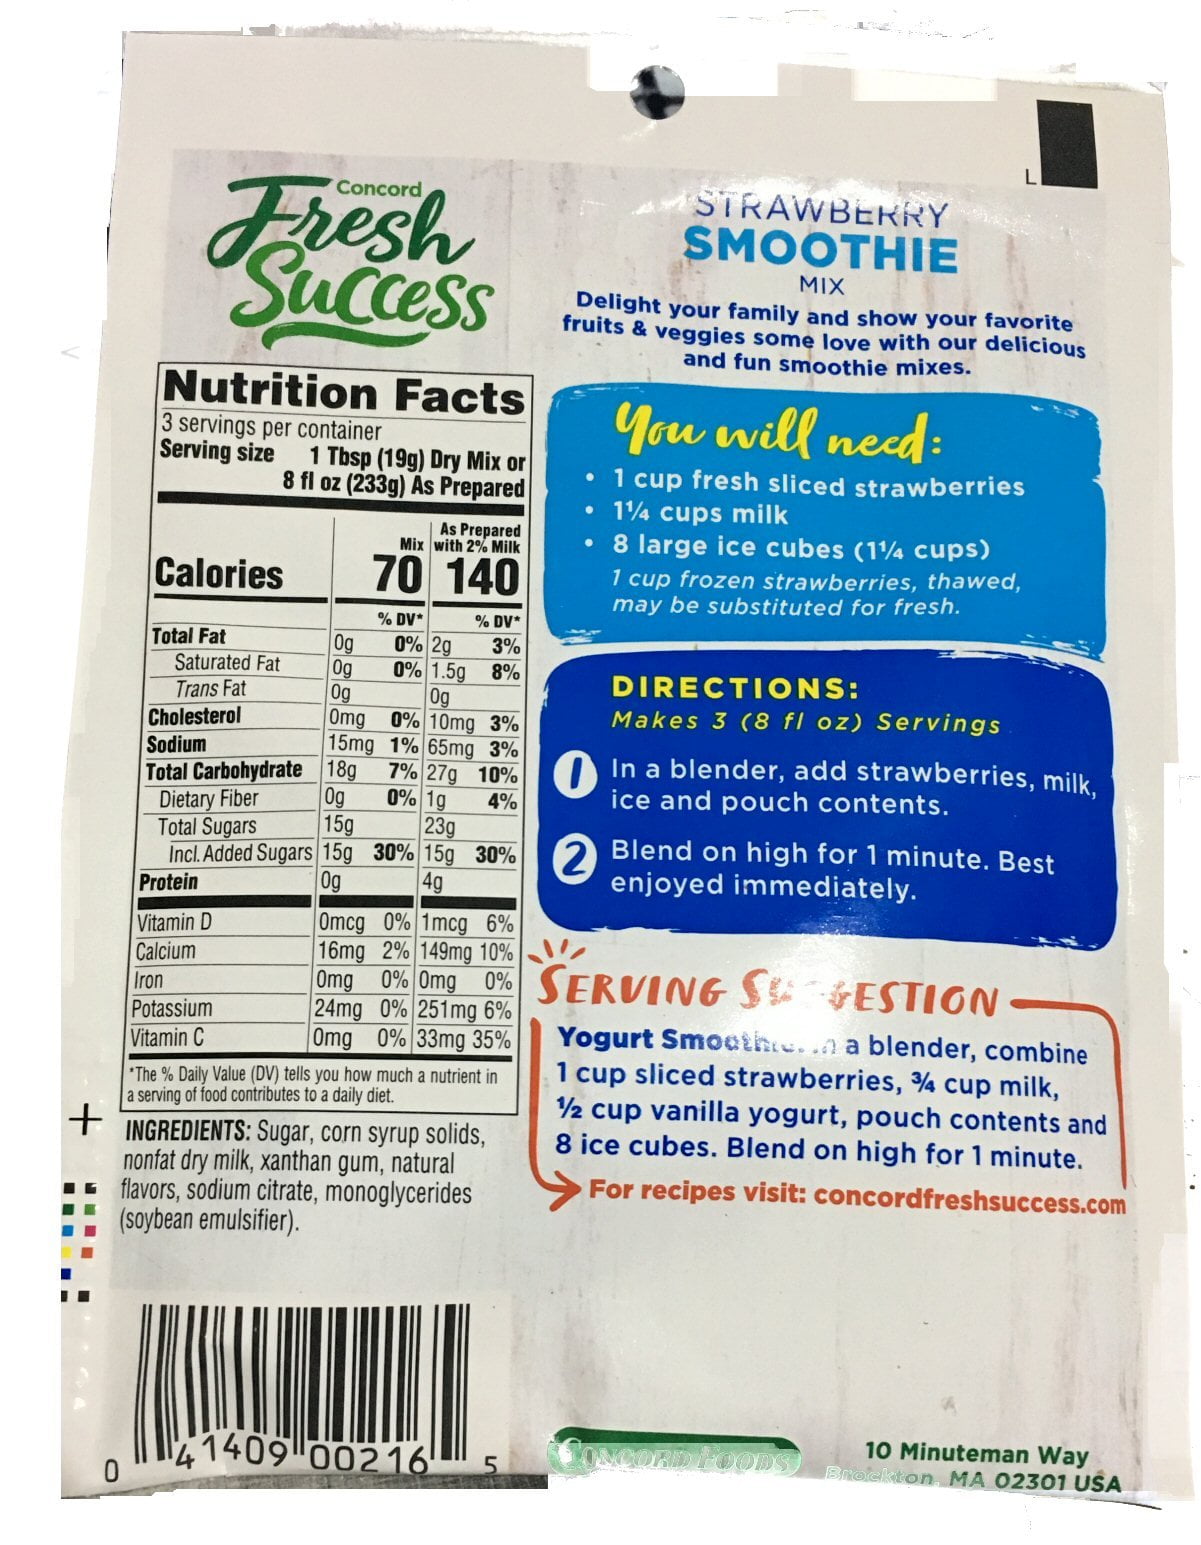 Concord
Fresh
Success
STRAWBERRY
SMOOTHIE
MIX
Delight your family and show your favorite
fruits & veggies some love with our delicious
and fun smoothie mixes.
L
Nutrition Facts
3 servings per container
Serving size 1 Tbsp (19g) Dry Mix or
8 fl oz (233g) As Prepared
As Prepared
Mix with 2% Milk
Calories 70 140
% DV* % DV*
Total Fat 0g 0% 2g 3%
Saturated Fat 0g 0% 1.5g 8%
Trans Fat 0g 0g
Cholesterol 0mg 0% 10mg 3%
Sodium 15mg 1% 65mg 3%
Total Carbohydrate 18g 7% 27g 10%
Dietary Fiber 0g 0% 1g 4%
Total Sugars 15g 23g
Incl. Added Sugars 15g 30% 15g 30%
Protein 0g 4g
Vitamin D 0mcg 0% 1mcg 6%
Calcium 16mg 2% 149mg 10%
Iron 0mg 0% 0mg 0%
Potassium 24mg 0% 251mg 6%
Vitamin C 0mg 0% 33mg 35%
*The % Daily Value (DV) tells you how much a nutrient in
a serving of food contributes to a daily diet.
INGREDIENTS: Sugar, corn syrup solids,
nonfat dry milk, xanthan gum, natural
flavors, sodium citrate, monoglycerides
(soybean emulsifier).
0 41409 00216 5
You will need:
• 1 cup fresh sliced strawberries
• 1¼ cups milk
• 8 large ice cubes (1¼ cups)
1 cup frozen strawberries, thawed,
may be substituted for fresh.
DIRECTIONS:
Makes 3 (8 fl oz) Servings
1 In a blender, add strawberries, milk,
ice and pouch contents.
2 Blend on high for 1 minute. Best
enjoyed immediately.
SERVING
Yogurt a blender, combine
1 cup sliced strawberries, ¾ cup milk,
½ cup vanilla yogurt, pouch contents and
8 ice cubes. Blend on high for 1 minute.
For recipes visit: concordfreshsuccess.com
CONCORD FOODS
10 Minuteman Way
Brockton, MA 02301 USA